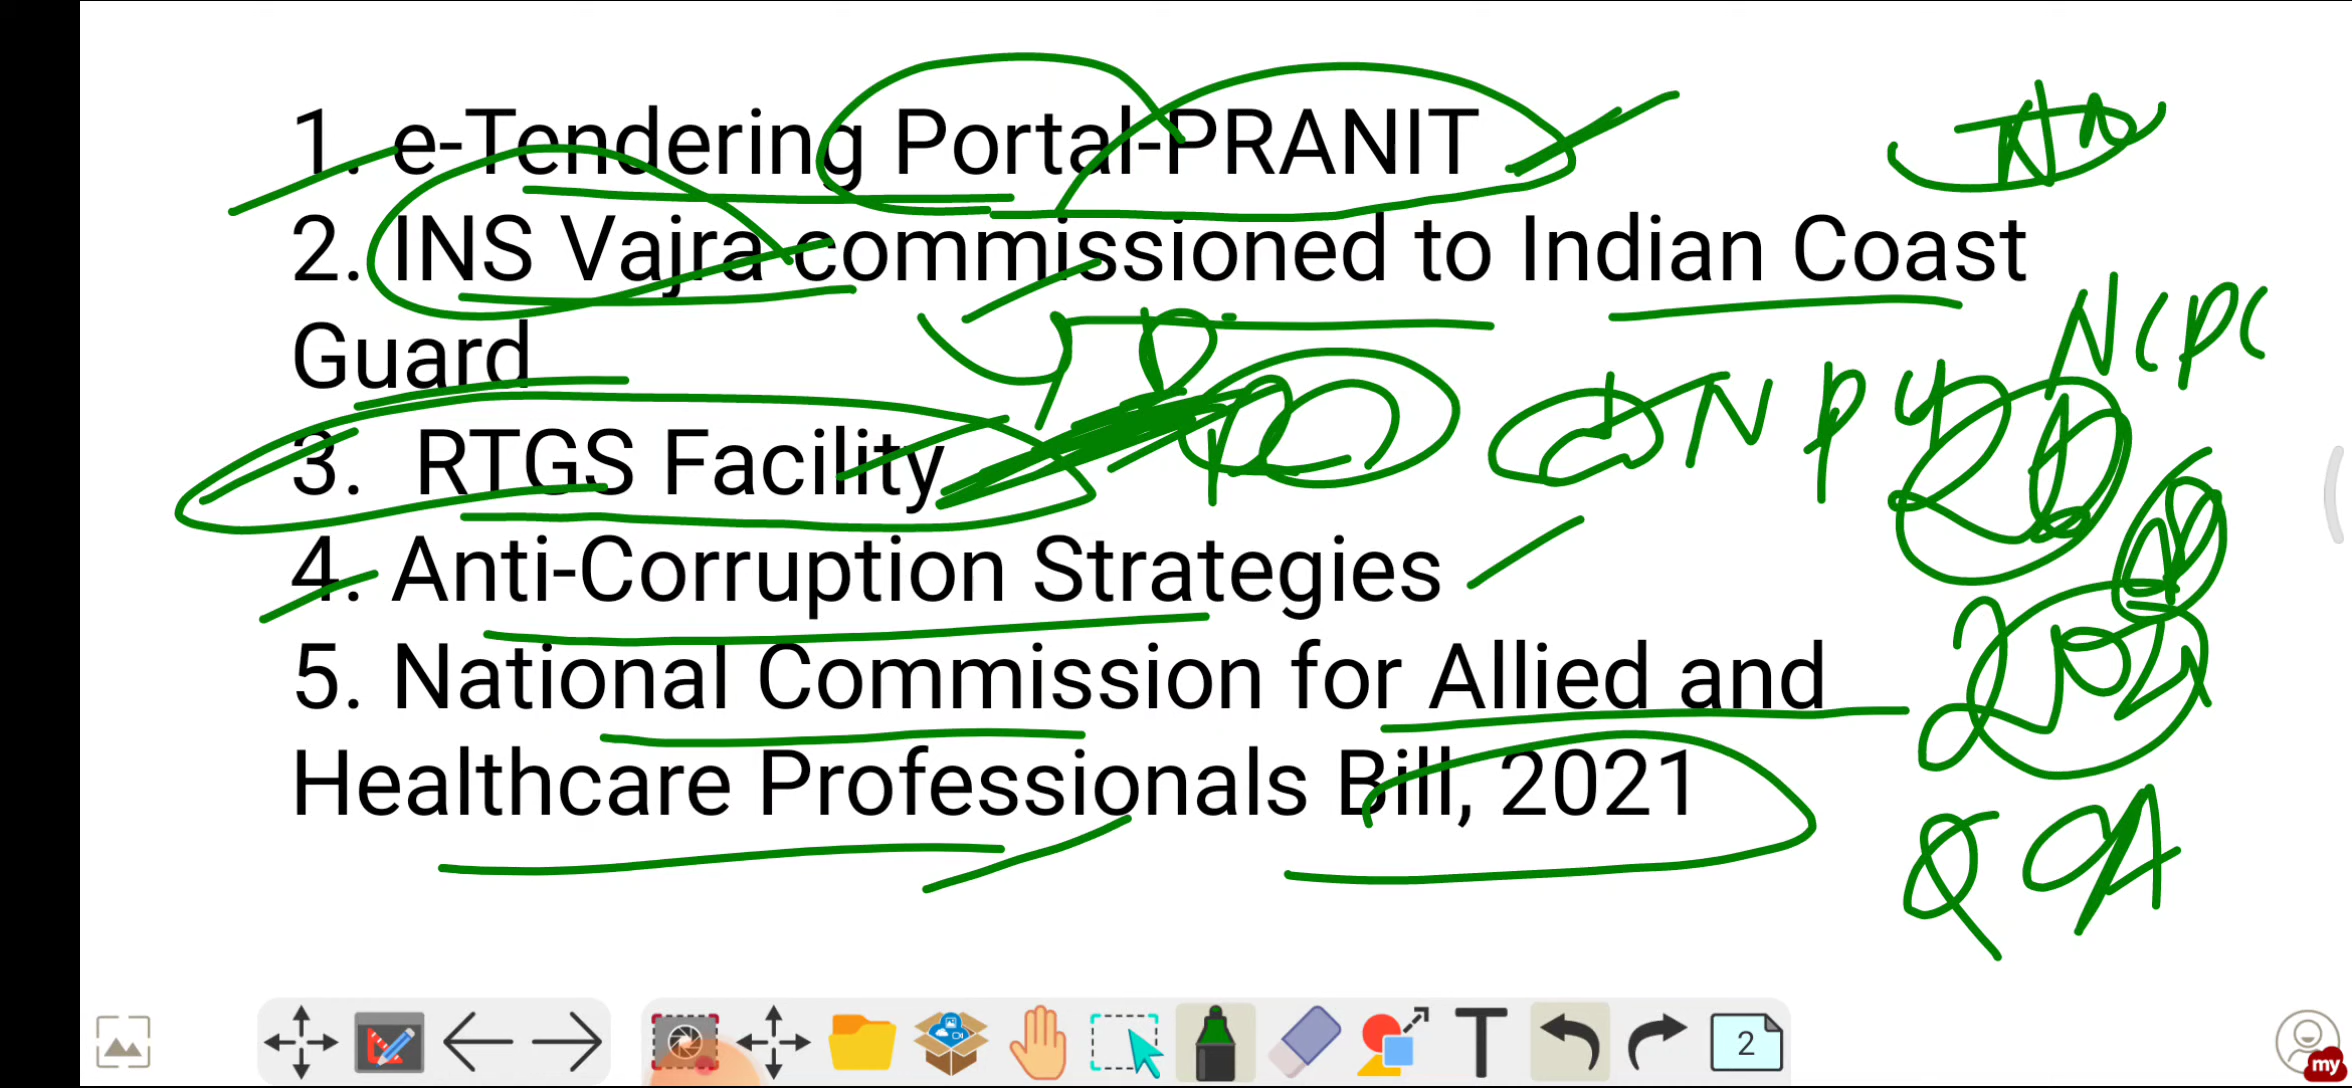 1. e-Tendering Portal-PRANIT
2. INS Vajra commissioned to Indian Coast
Guard
3. RTGS Facility
4. Anti-Corruption Strategies
5. National Commission for Allied and
Healthcare Professionals Bill, 2021
NCPC
2
my